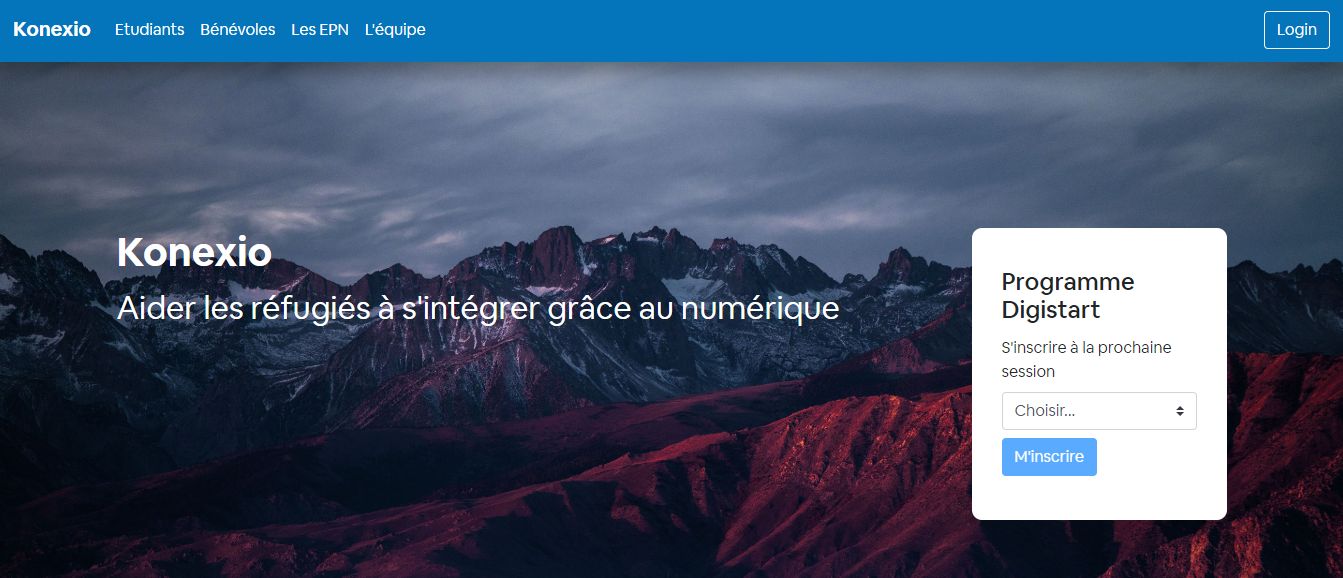 Konexio Etudiants Bénévoles Les EPN L'équipe Login
Konexio
Aider les réfugiés à s'intégrer grâce au numérique
Programme
Digistart
S'inscrire à la prochaine
session
Choisir...
M'inscrire